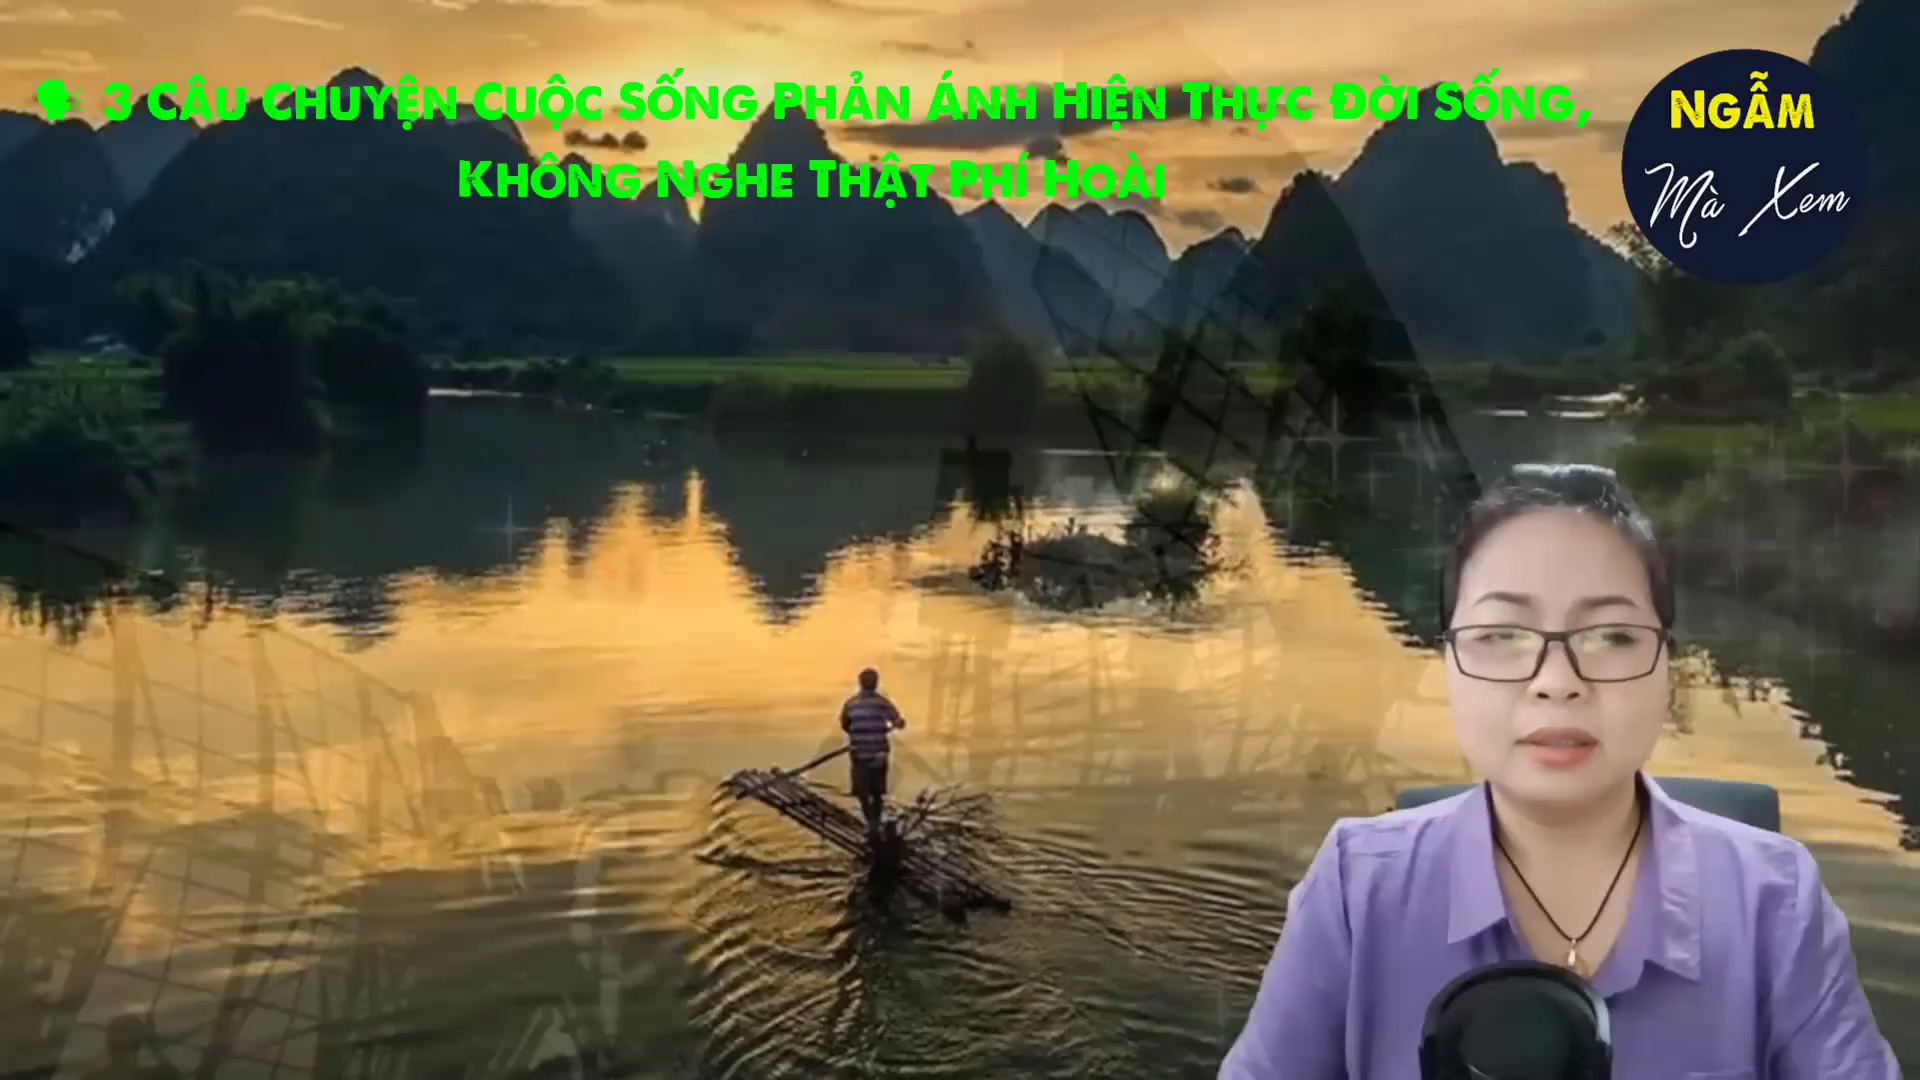 🗣 3 Câu Chuyện Cuộc Sống Phản Ánh Hiện Thực Đời Sống,
Không Nghe Thật Phí Hoài
NGẪM
Mà Xem